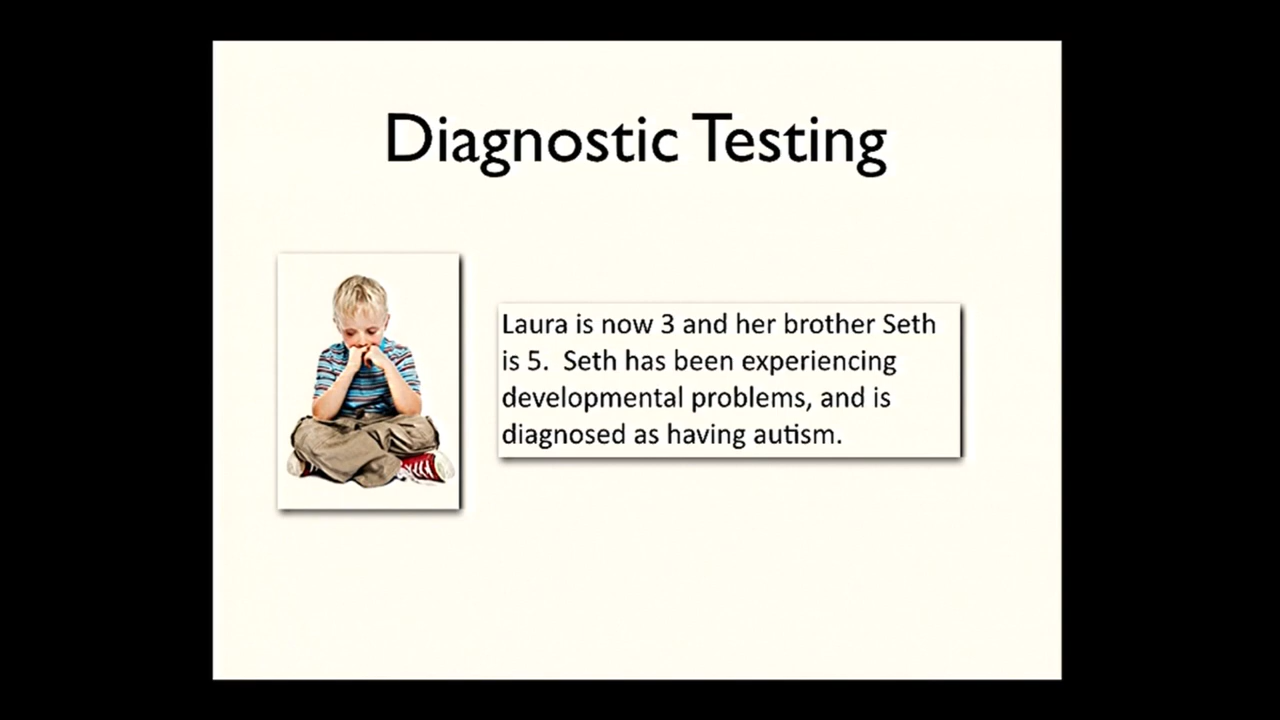 Diagnostic Testing
Laura is now 3 and her brother Seth
is 5.  Seth has been experiencing
developmental problems, and is
diagnosed as having autism.